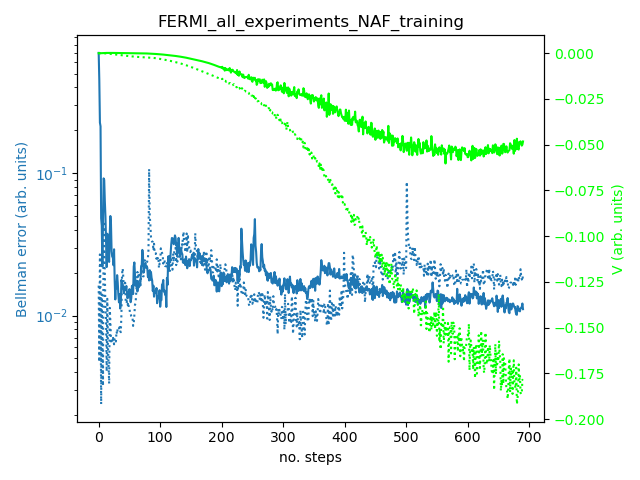 FERMI_all_experiments_NAF_training
Bellman error (arb. units)
10⁻¹
10⁻²
0.000
−0.025
−0.050
−0.075
−0.100
−0.125
−0.150
−0.175
−0.200
V (arb. units)
0 100 200 300 400 500 600 700
no. steps